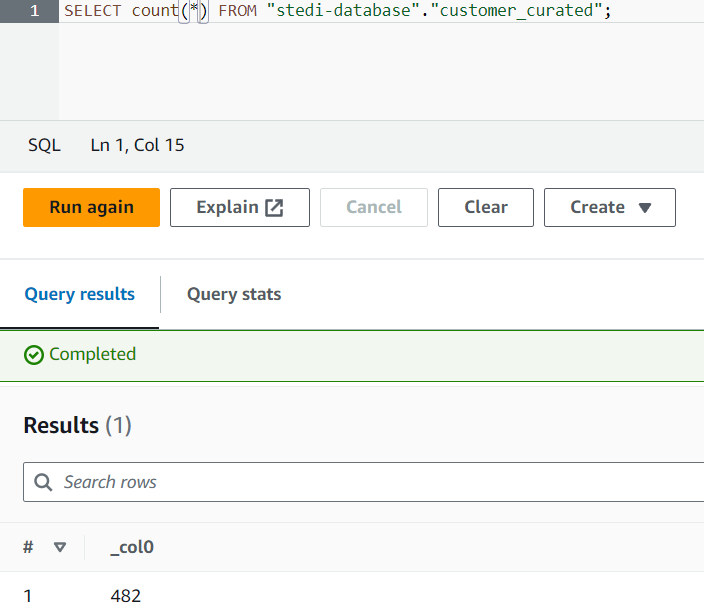 1 SELECT count(*) FROM "stedi-database"."customer_curated";
SQL Ln 1, Col 15
Run again Explain Cancel Clear Create
Query results Query stats
Completed
Results (1)
Search rows
# _col0
1 482